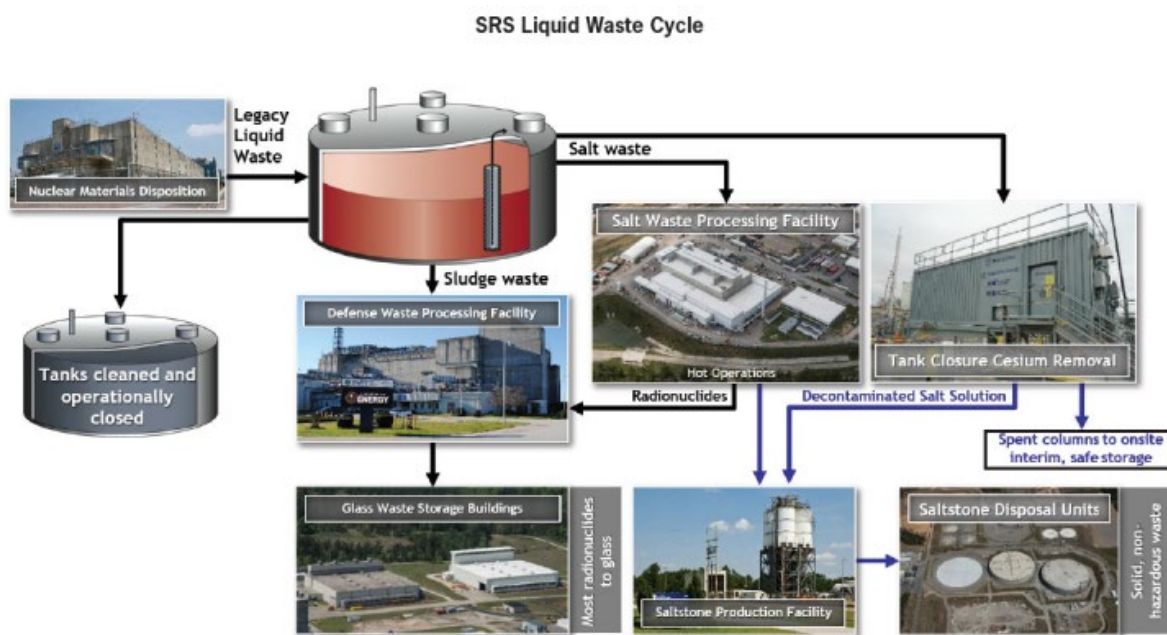 SRS Liquid Waste Cycle
Legacy
Liquid
Waste
Nuclear Materials Disposition
Salt waste
Salt Waste Processing Facility
Hot Operations
Tank Closure Cesium Removal
Sludge waste
Defense Waste Processing Facility
ENERGY
Tanks cleaned and
operationally
closed
Radionuclides
Decontaminated Salt Solution
Spent columns to onsite
interim, safe storage
Glass Waste Storage Buildings
Most radionuclides
to glass
Saltstone Production Facility
Saltstone Disposal Units
Solid, non-
hazardous waste